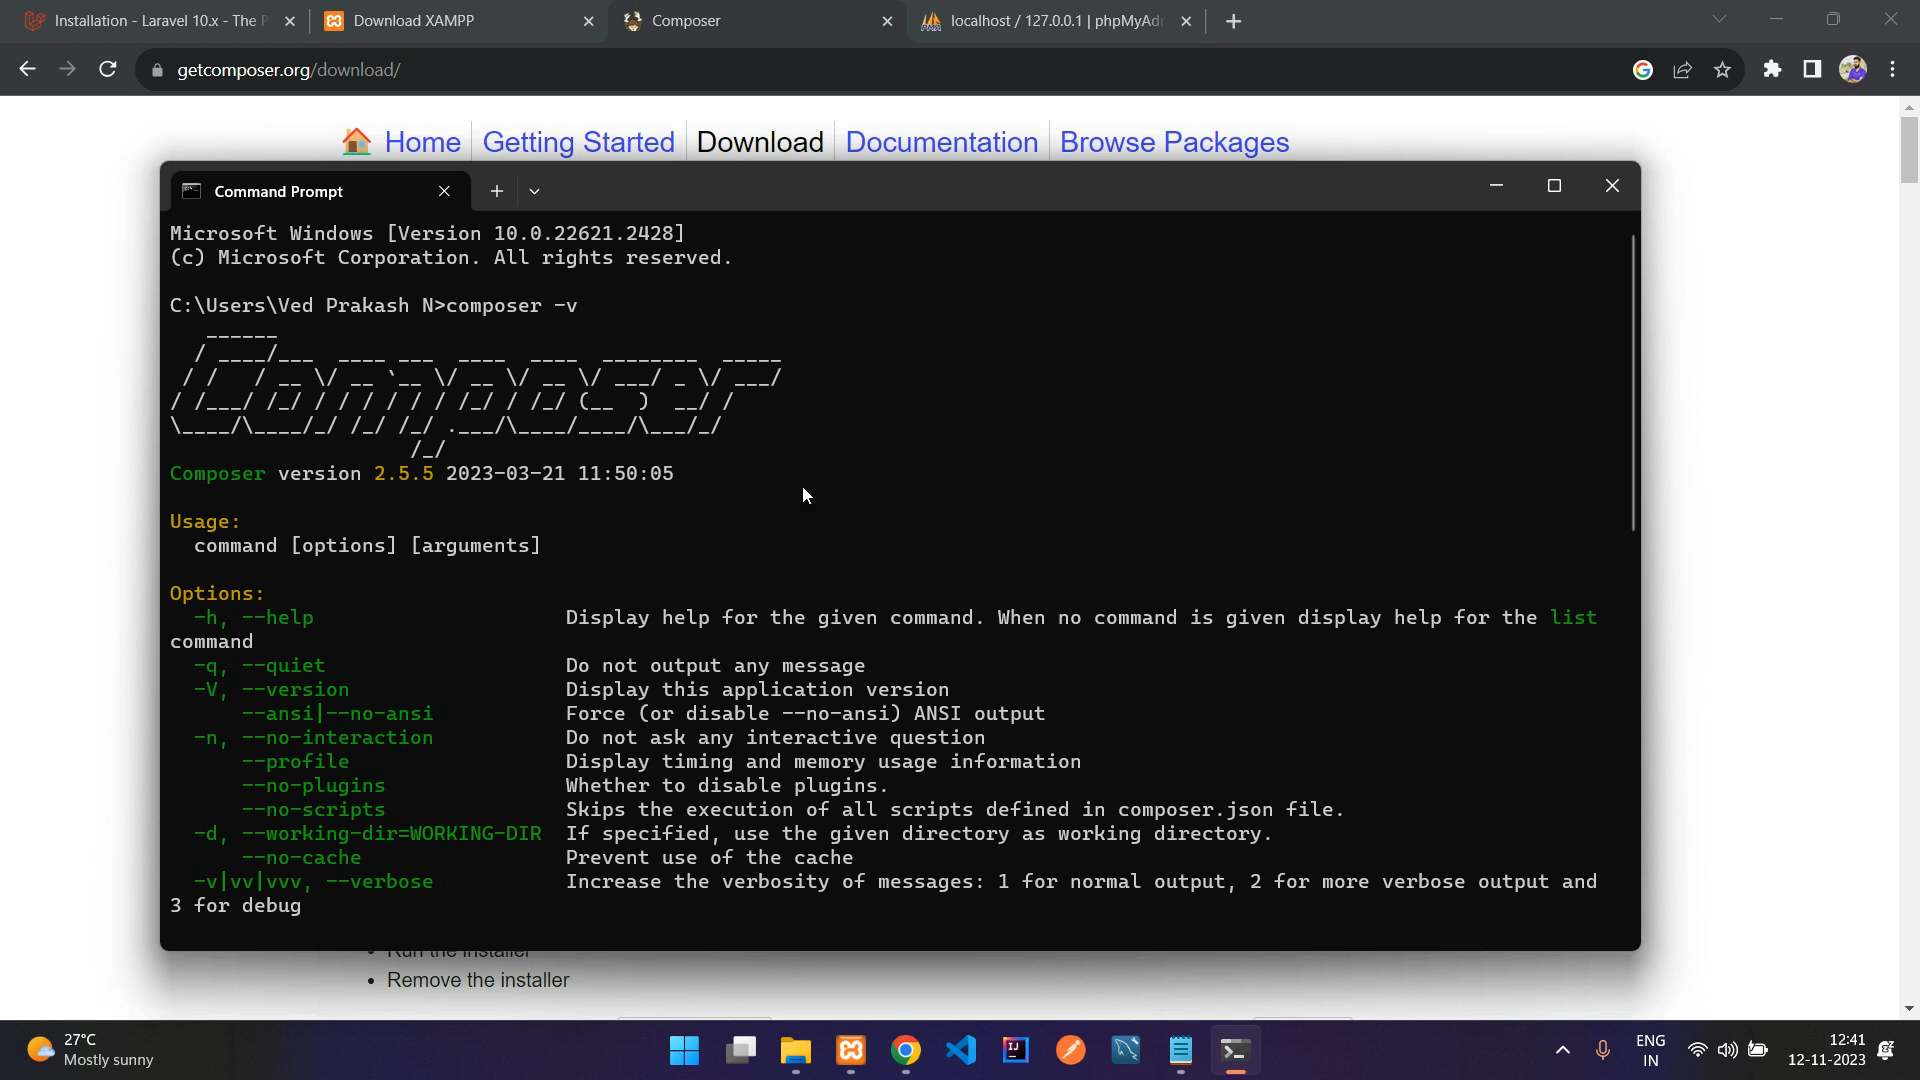 Installation - Laravel 10.x - The P
Download XAMPP
Composer
localhost / 127.0.0.1 | phpMyAd
getcomposer.org/download/
Home
Getting Started
Download
Documentation
Browse Packages
Command Prompt
Microsoft Windows [Version 10.0.22621.2428]
(c) Microsoft Corporation. All rights reserved.
C:\Users\Ved Prakash N>composer -v
Composer
Composer version 2.5.5 2023-03-21 11:50:05
Usage:
command [options] [arguments]
Options:
-h, --help Display help for the given command. When no command is given display help for the list
command
-q, --quiet Do not output any message
-V, --version Display this application version
--ansi|--no-ansi Force (or disable --no-ansi) ANSI output
-n, --no-interaction Do not ask any interactive question
--profile Display timing and memory usage information
--no-plugins Whether to disable plugins.
--no-scripts Skips the execution of all scripts defined in composer.json file.
-d, --working-dir=WORKING-DIR If specified, use the given directory as working directory.
--no-cache Prevent use of the cache
-v|vv|vvv, --verbose Increase the verbosity of messages: 1 for normal output, 2 for more verbose output and
3 for debug
• Run the installer
• Remove the installer
27°C
Mostly sunny
ENG
IN
12:41
12-11-2023